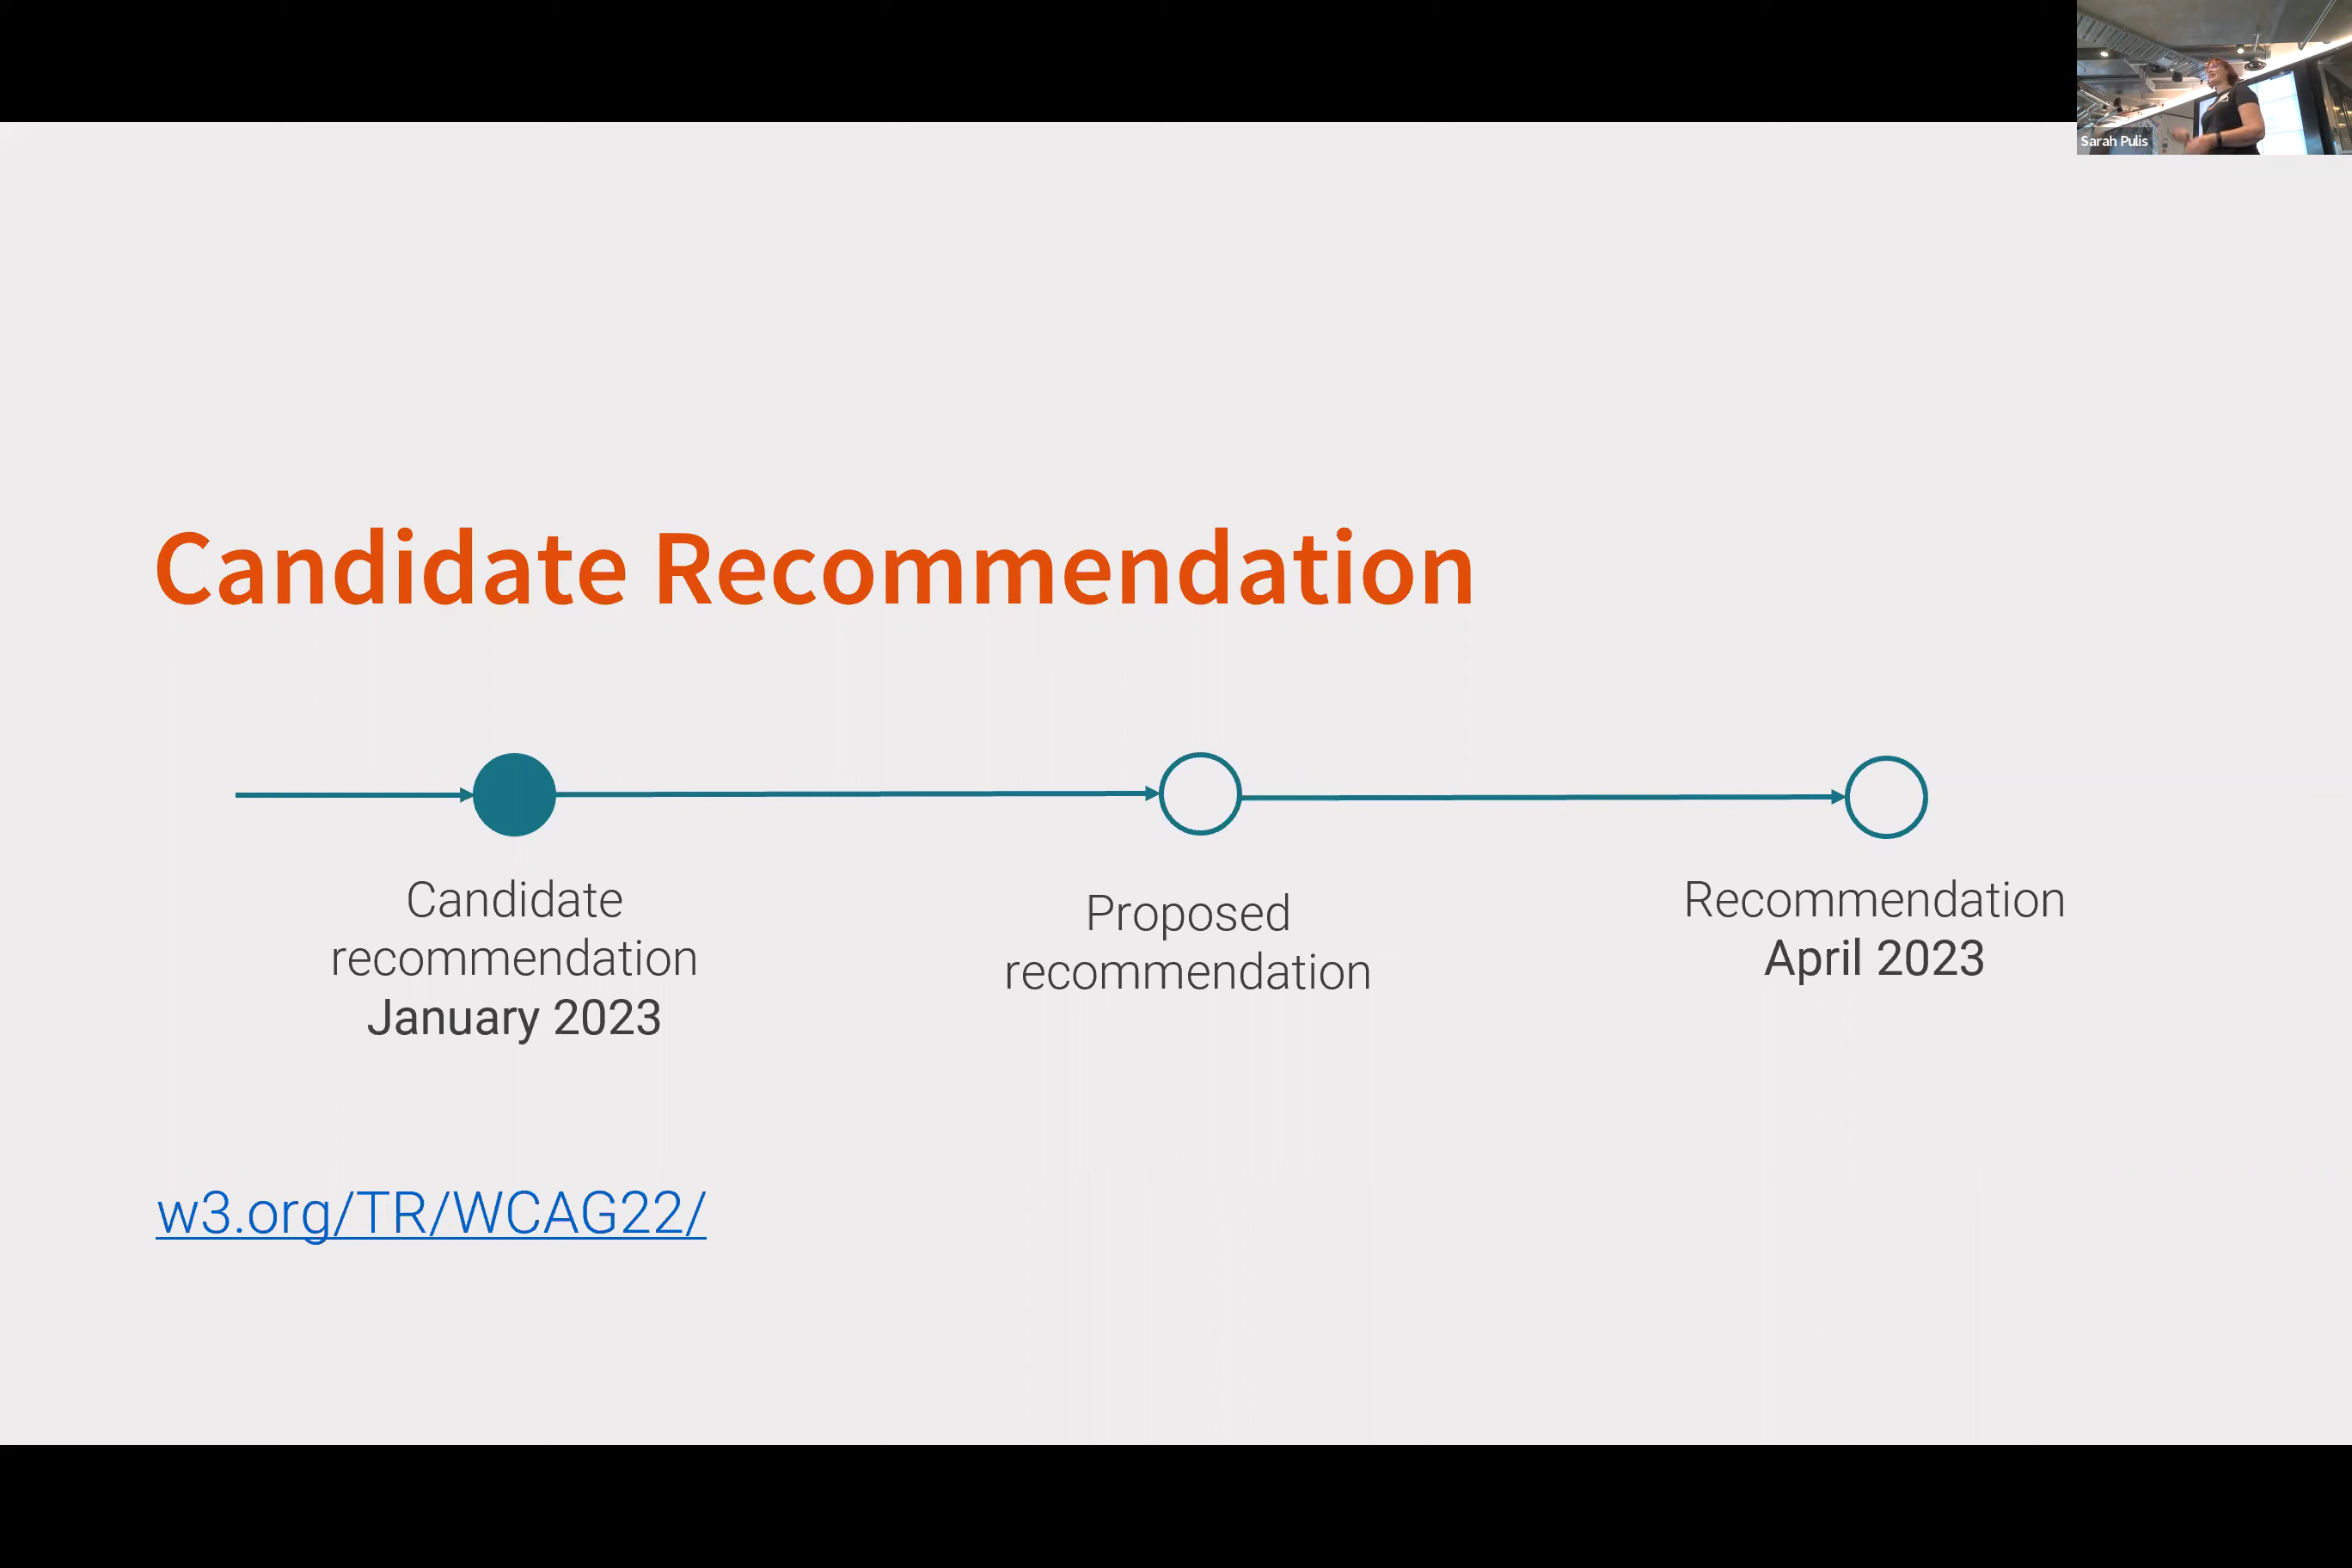 Sarah Pulis
Candidate Recommendation
Candidate
recommendation
January 2023
Proposed
recommendation
Recommendation
April 2023
w3.org/TR/WCAG22/